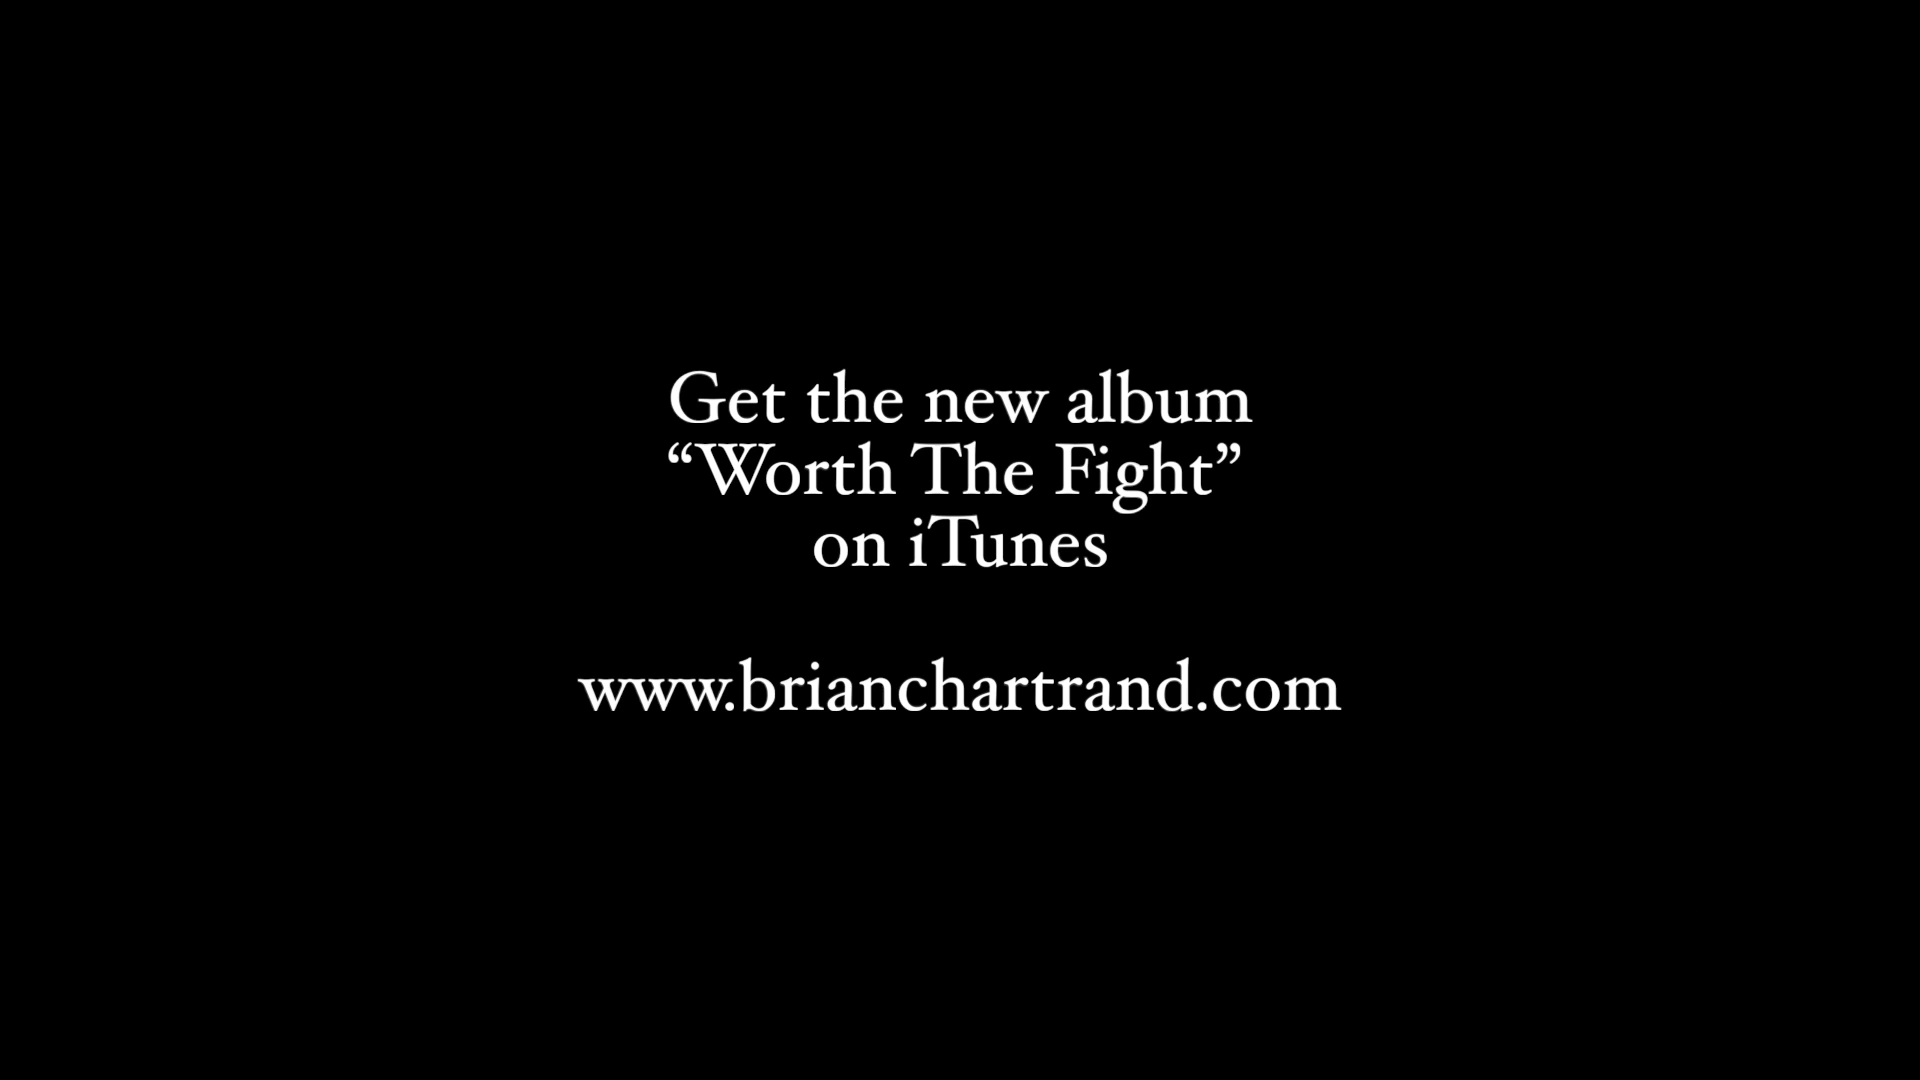 Get the new album
“Worth The Fight”
on iTunes
www.brianchartrand.com